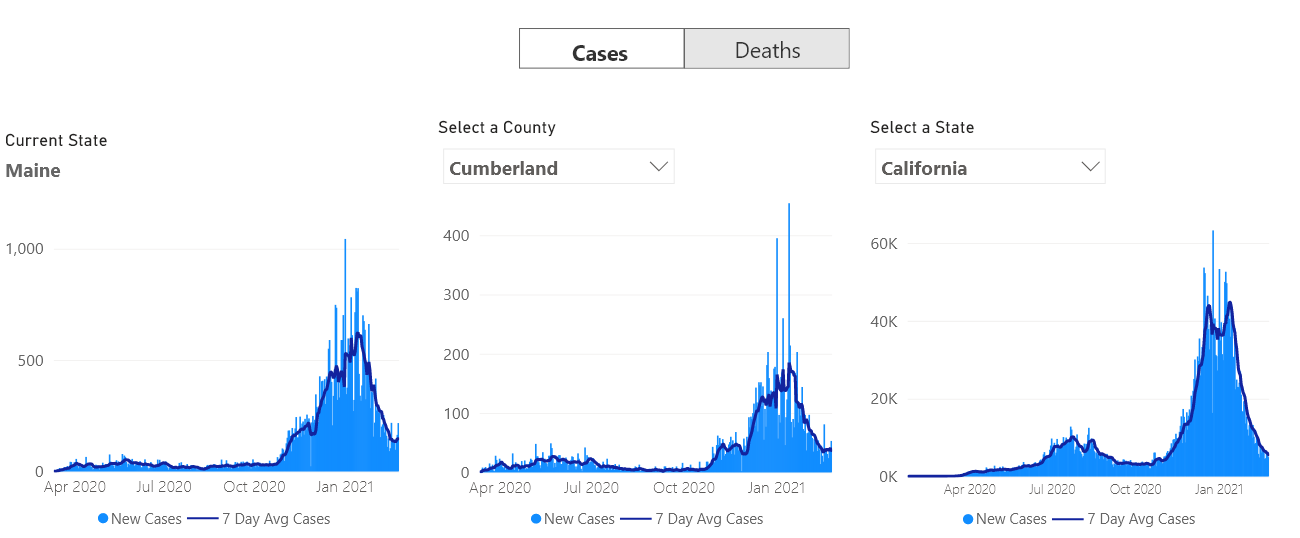 Cases
Deaths
Current State
Maine
1,000
500
0
Apr 2020
Jul 2020
Oct 2020
Jan 2021
New Cases
7 Day Avg Cases
Select a County
Cumberland
400
300
200
100
0
Apr 2020
Jul 2020
Oct 2020
Jan 2021
New Cases
7 Day Avg Cases
Select a State
California
60K
40K
20K
0K
Apr 2020
Jul 2020
Oct 2020
Jan 2021
New Cases
7 Day Avg Cases